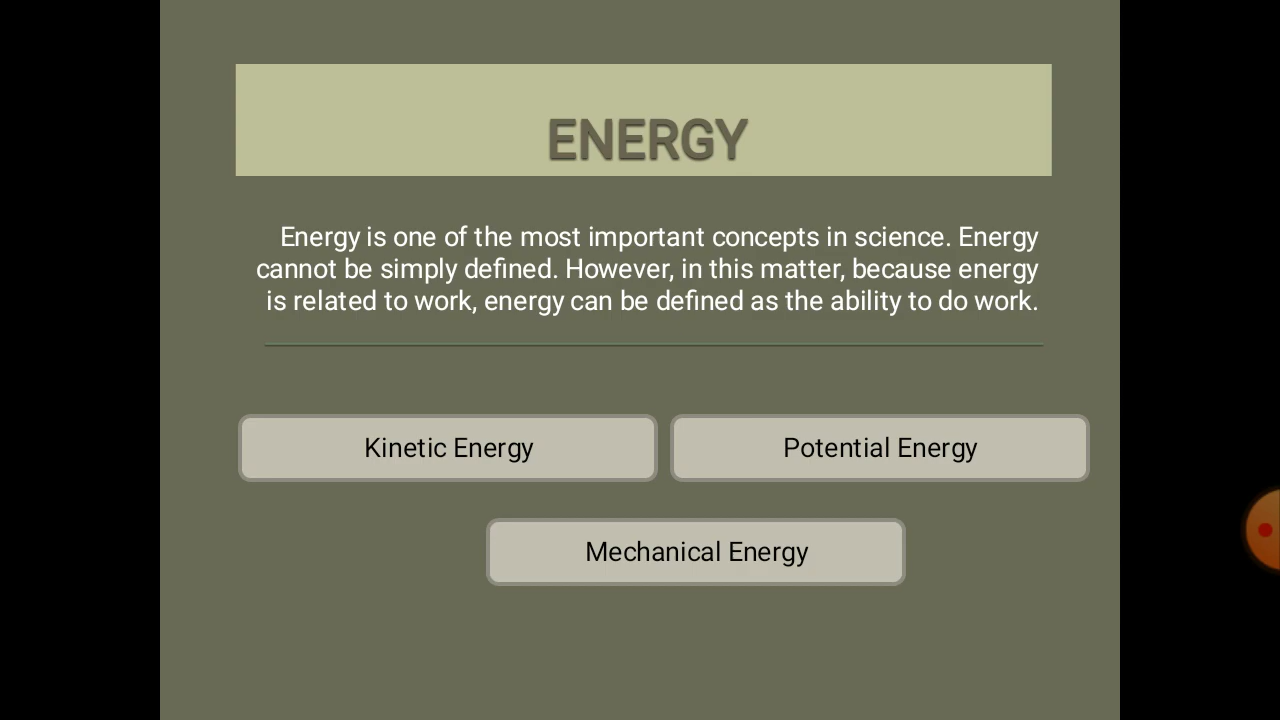 ENERGY
Energy is one of the most important concepts in science. Energy
cannot be simply defined. However, in this matter, because energy
is related to work, energy can be defined as the ability to do work.
Kinetic Energy
Potential Energy
Mechanical Energy